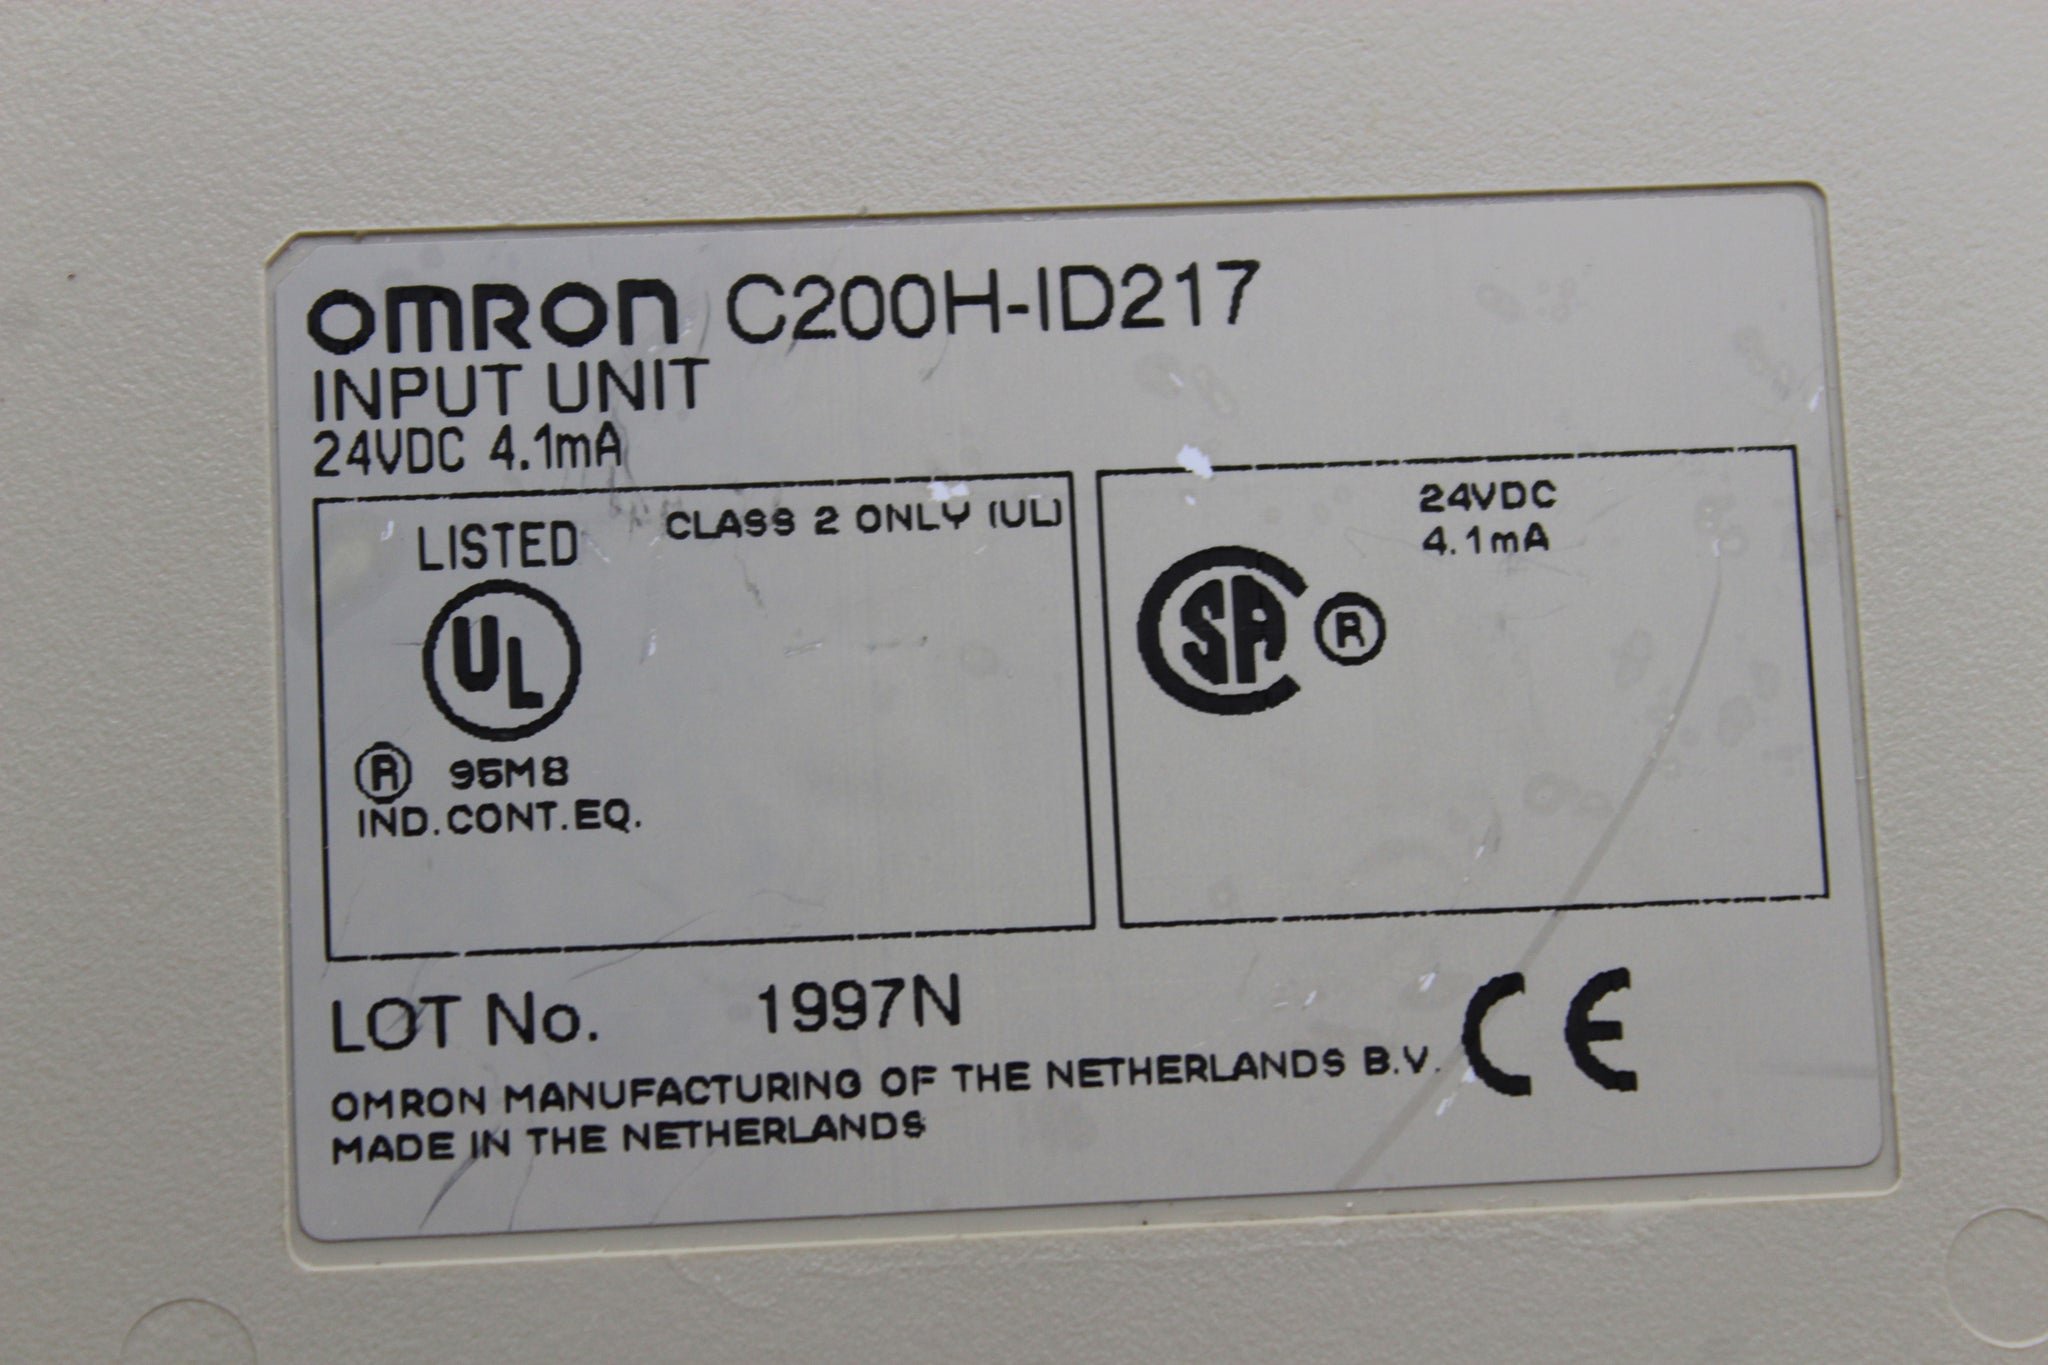 OMRON C200H-ID217
INPUT UNIT
24VDC 4.1mA
LISTED CLASS 2 ONLY (UL)
UL
® 95M8
IND.CONT.EQ.
24VDC
4.1mA
CSA ®
LOT No. 1997N
OMRON MANUFACTURING OF THE NETHERLANDS B.V.
MADE IN THE NETHERLANDS
CE